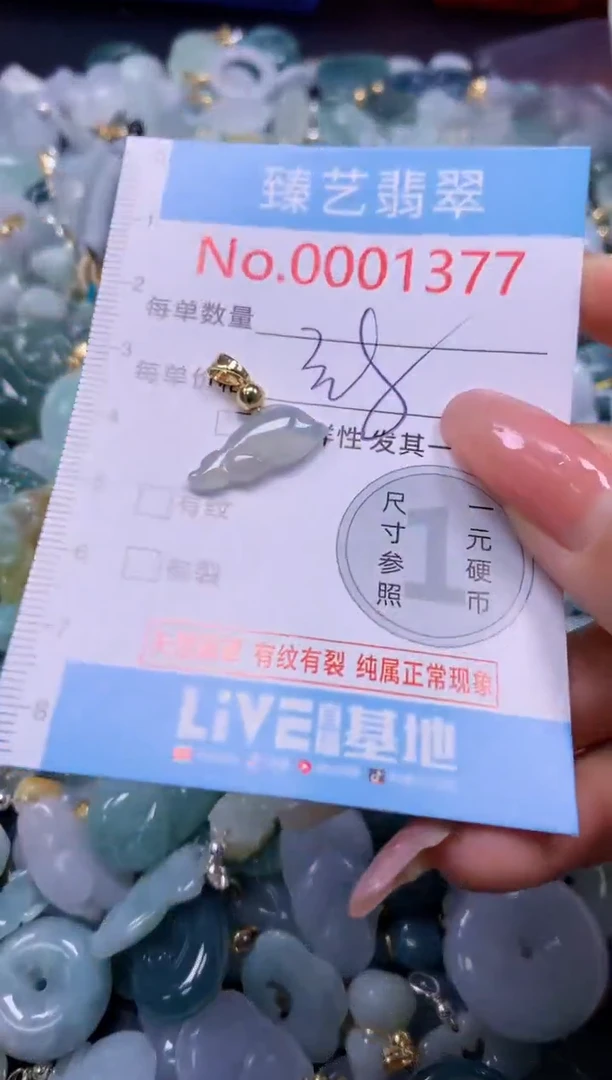 臻艺翡翠
No.0001377
1
2
每单数量
3
每单价
4
样性发其一
5
有纹
尺寸参照
1
一元硬币
6
有裂
7
有纹有裂 纯属正常现象
8
LiVE 基地